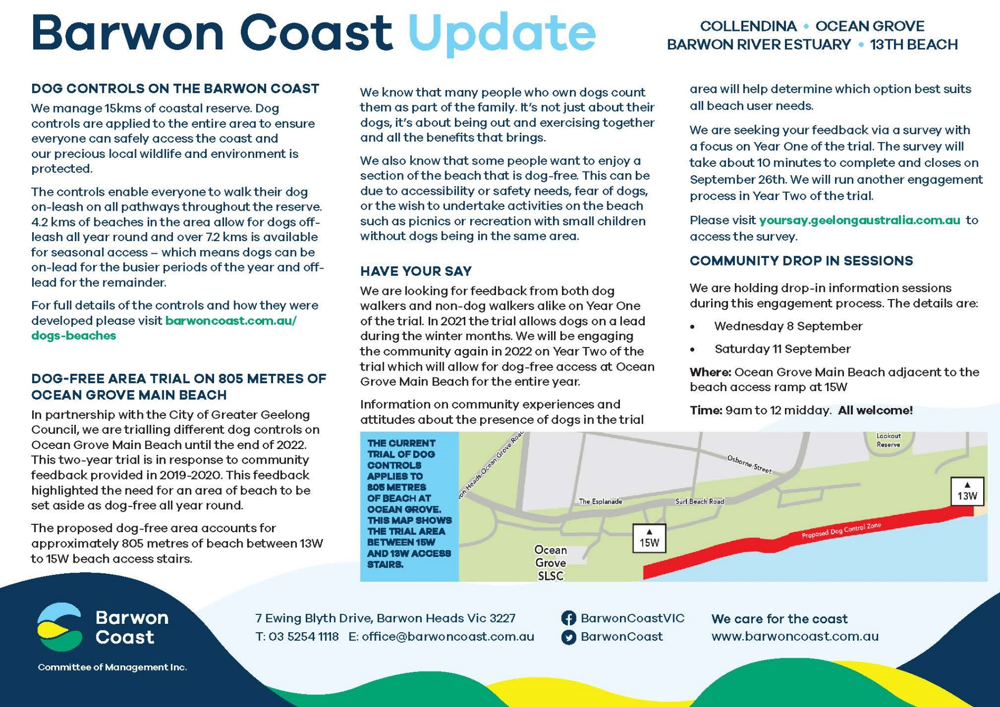 Barwon Coast Update
COLLENDINA • OCEAN GROVE
BARWON RIVER ESTUARY • 13TH BEACH
DOG CONTROLS ON THE BARWON COAST
We manage 15kms of coastal reserve. Dog
controls are applied to the entire area to ensure
everyone can safely access the coast and
our precious local wildlife and environment is
protected.
The controls enable everyone to walk their dog
on-leash on all pathways throughout the reserve.
4.2 kms of beaches in the area allow for dogs off-
leash all year round and over 7.2 kms is available
for seasonal access – which means dogs can be
on-lead for the busier periods of the year and off-
lead for the remainder.
For full details of the controls and how they were
developed please visit barwoncoast.com.au/
dogs-beaches
DOG-FREE AREA TRIAL ON 805 METRES OF
OCEAN GROVE MAIN BEACH
In partnership with the City of Greater Geelong
Council, we are trialling different dog controls on
Ocean Grove Main Beach until the end of 2022.
This two-year trial is in response to community
feedback provided in 2019-2020. This feedback
highlighted the need for an area of beach to be
set aside as dog-free all year round.
The proposed dog-free area accounts for
approximately 805 metres of beach between 13W
to 15W beach access stairs.
We know that many people who own dogs count
them as part of the family. It's not just about their
dogs, it's about being out and exercising together
and all the benefits that brings.
We also know that some people want to enjoy a
section of the beach that is dog-free. This can be
due to accessibility or safety needs, fear of dogs,
or the wish to undertake activities on the beach
such as picnics or recreation with small children
without dogs being in the same area.
HAVE YOUR SAY
We are looking for feedback from both dog
walkers and non-dog walkers alike on Year One
of the trial. In 2021 the trial allows dogs on a lead
during the winter months. We will be engaging
the community again in 2022 on Year Two of the
trial which will allow for dog-free access at Ocean
Grove Main Beach for the entire year.
Information on community experiences and
attitudes about the presence of dogs in the trial
area will help determine which option best suits
all beach user needs.
We are seeking your feedback via a survey with
a focus on Year One of the trial. The survey will
take about 10 minutes to complete and closes on
September 26th. We will run another engagement
process in Year Two of the trial.
Please visit yoursay.geelongaustralia.com.au to
access the survey.
COMMUNITY DROP IN SESSIONS
We are holding drop-in information sessions
during this engagement process. The details are:
• Wednesday 8 September
• Saturday 11 September
Where: Ocean Grove Main Beach adjacent to the
beach access ramp at 15W
Time: 9am to 12 midday. All welcome!
THE CURRENT
TRIAL OF DOG
CONTROLS
APPLIES TO
805 METRES
OF BEACH AT
OCEAN GROVE.
THIS MAP SHOWS
THE TRIAL AREA
BETWEEN 15W
AND 13W ACCESS
STAIRS.
on Heads-Ocean Grove Road
Lookout
Reserve
Osborne Street
The Esplanade
Surf Beach Road
13W
15W
Proposed Dog Control Zone
Ocean
Grove
SLSC
Barwon
Coast
Committee of Management Inc.
7 Ewing Blyth Drive, Barwon Heads Vic 3227
T: 03 5254 1118 E: office@barwoncoast.com.au
BarwonCoastVIC
BarwonCoast
We care for the coast
www.barwoncoast.com.au